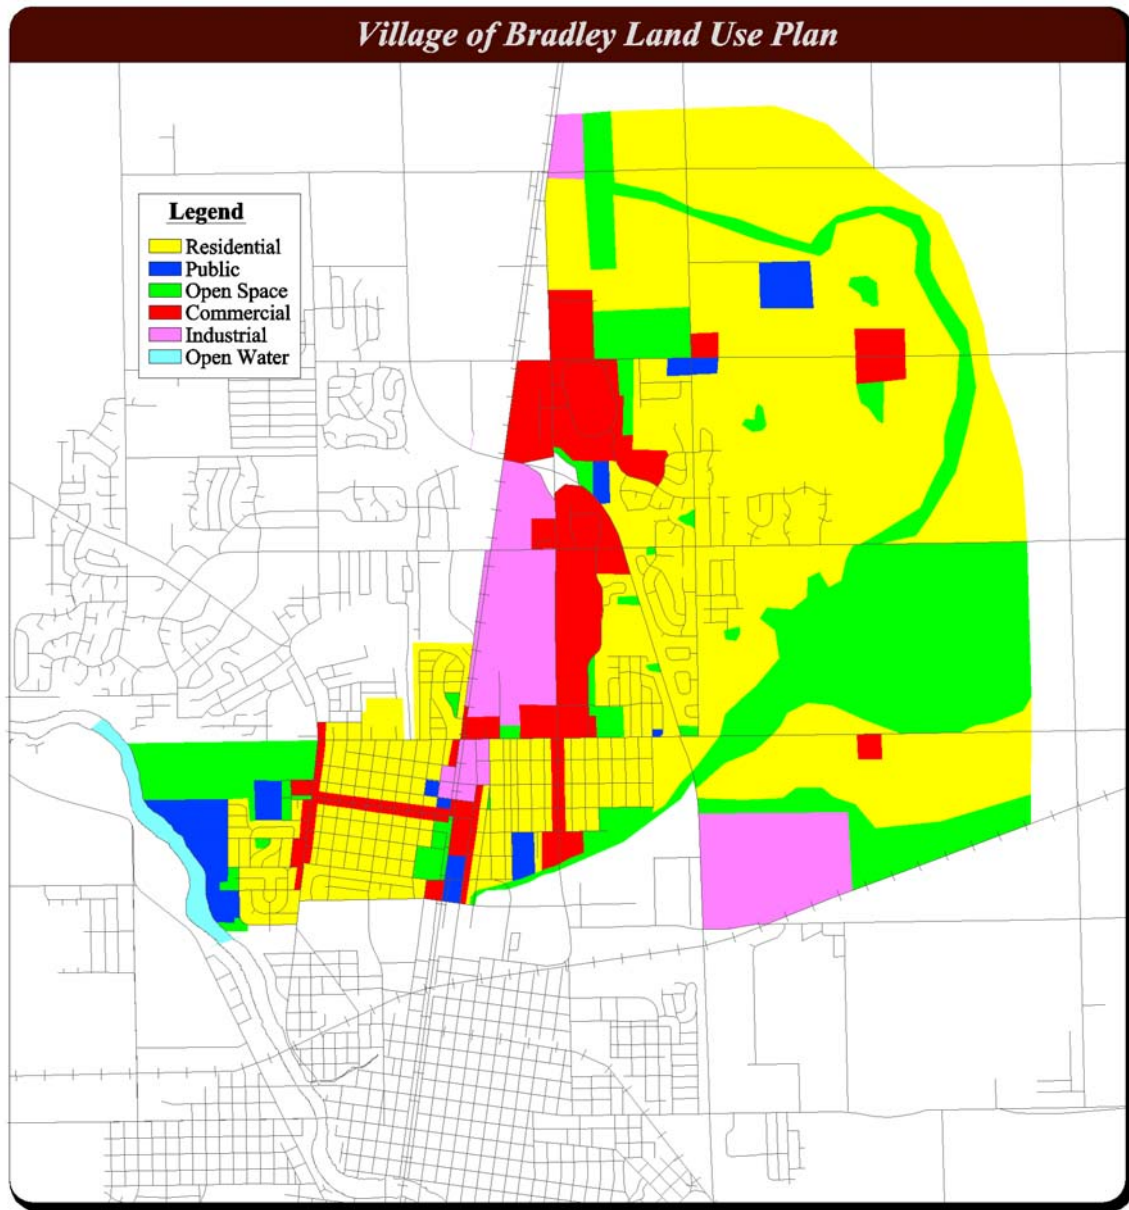 Village of Bradley Land Use Plan
Legend
Residential
Public
Open Space
Commercial
Industrial
Open Water